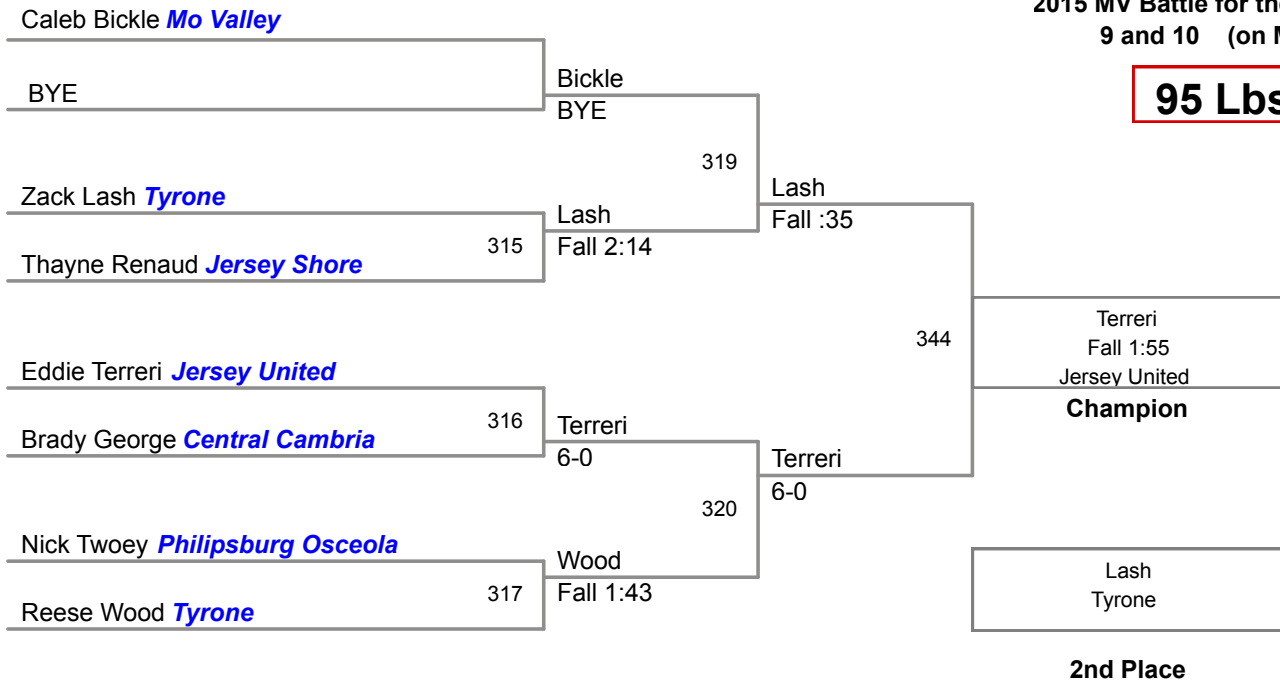 Caleb Bickle Mo Valley
2015 MV Battle for the
9 and 10 (on
95 Lbs
BYE
Bickle
BYE
319
Zack Lash Tyrone
Lash
Fall :35
315
Lash
Fall 2:14
Thayne Renaud Jersey Shore
344
Terreri
Fall 1:55
Jersey United
Champion
Eddie Terreri Jersey United
316
Terreri
6-0
Brady George Central Cambria
Terreri
6-0
320
Nick Twoey Philipsburg Osceola
Wood
Fall 1:43
317
Reese Wood Tyrone
Lash
Tyrone
2nd Place